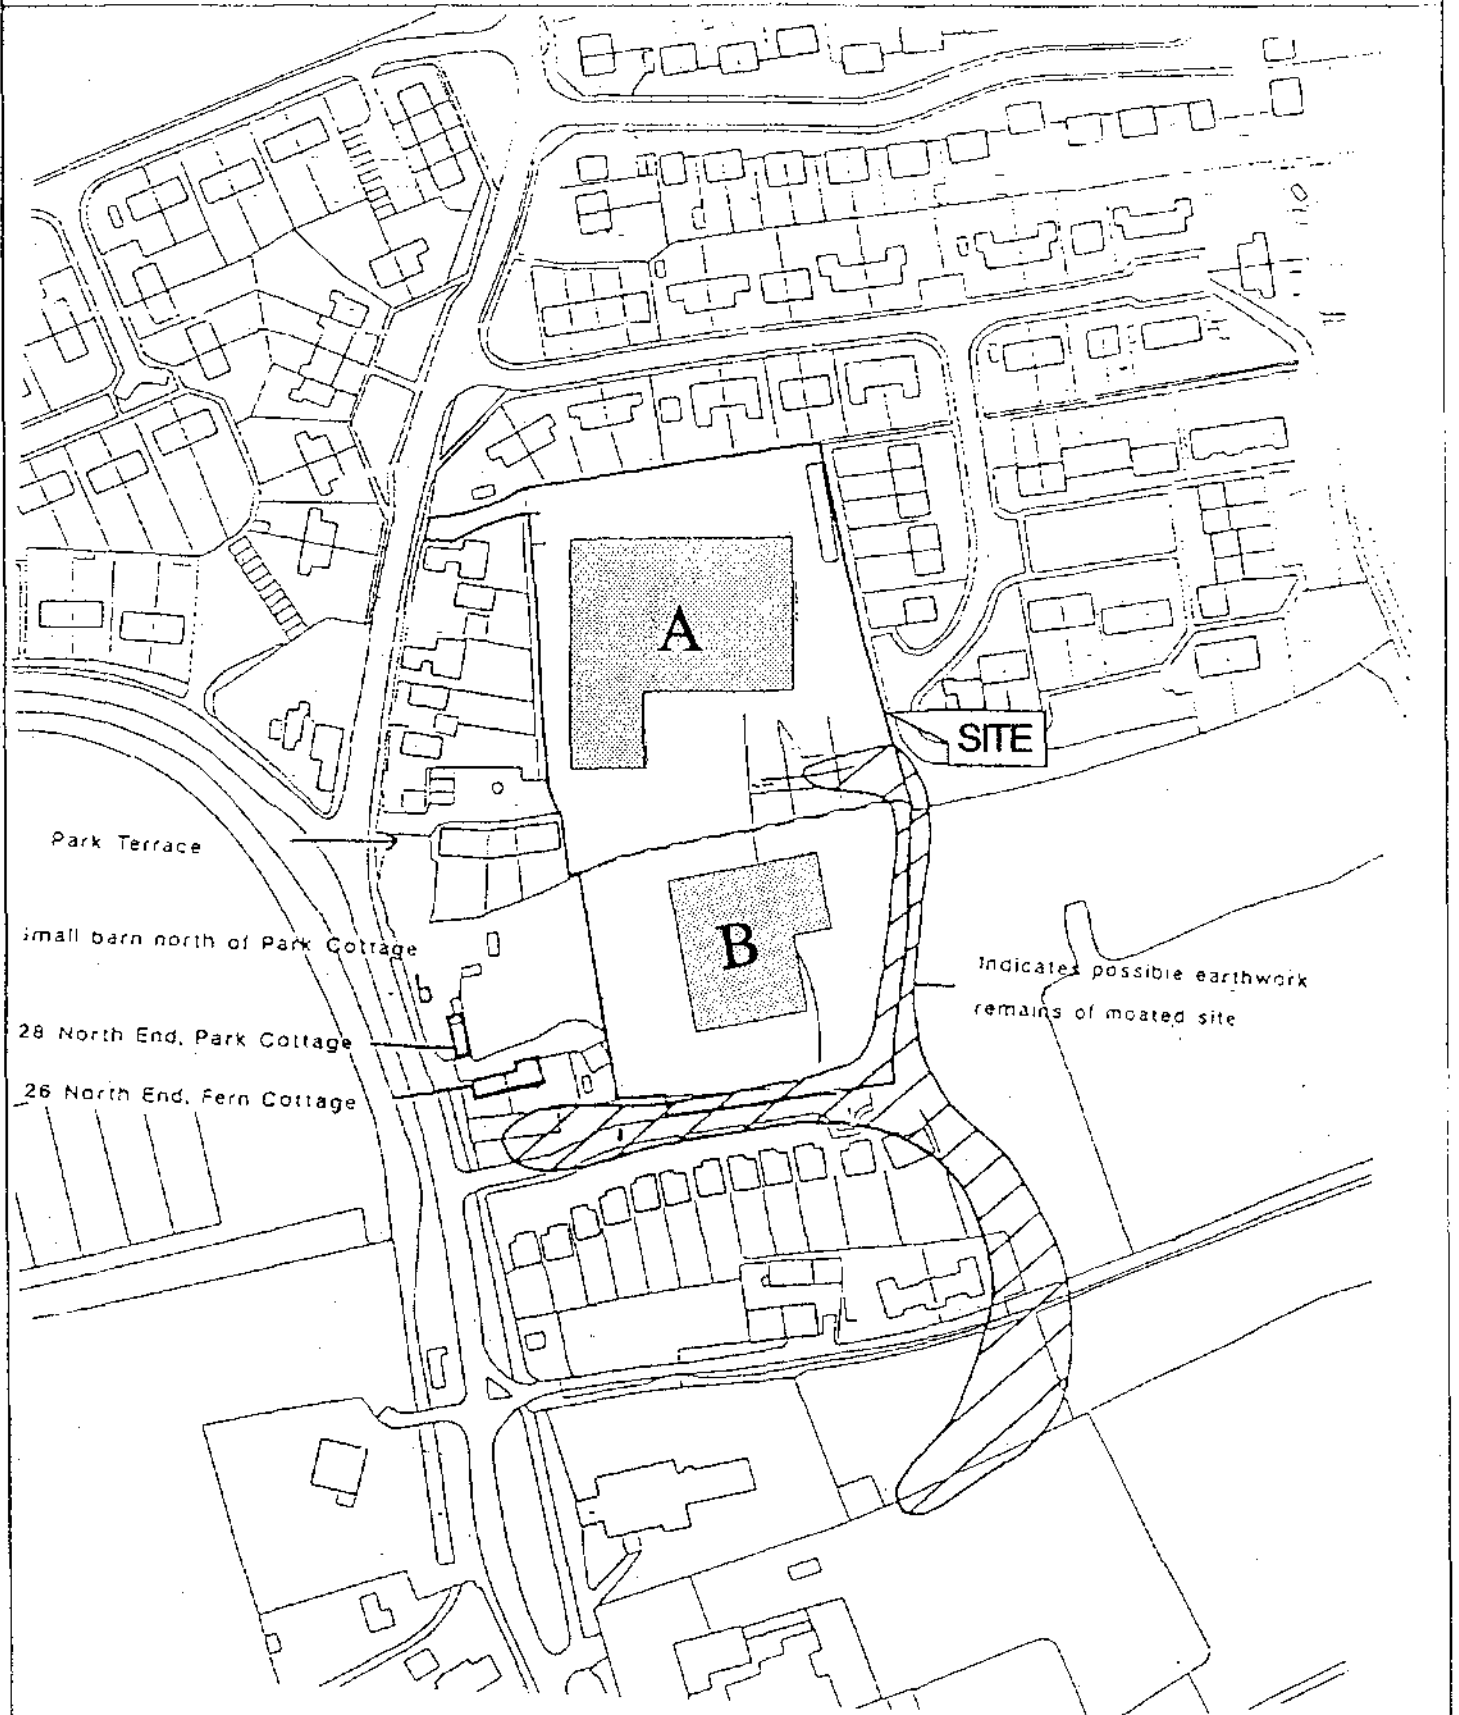 A
SITE
Park Terrace
B
Small barn north of Park Cottage
Indicates possible earthwork
remains of moated site
28 North End, Park Cottage
26 North End, Fern Cottage